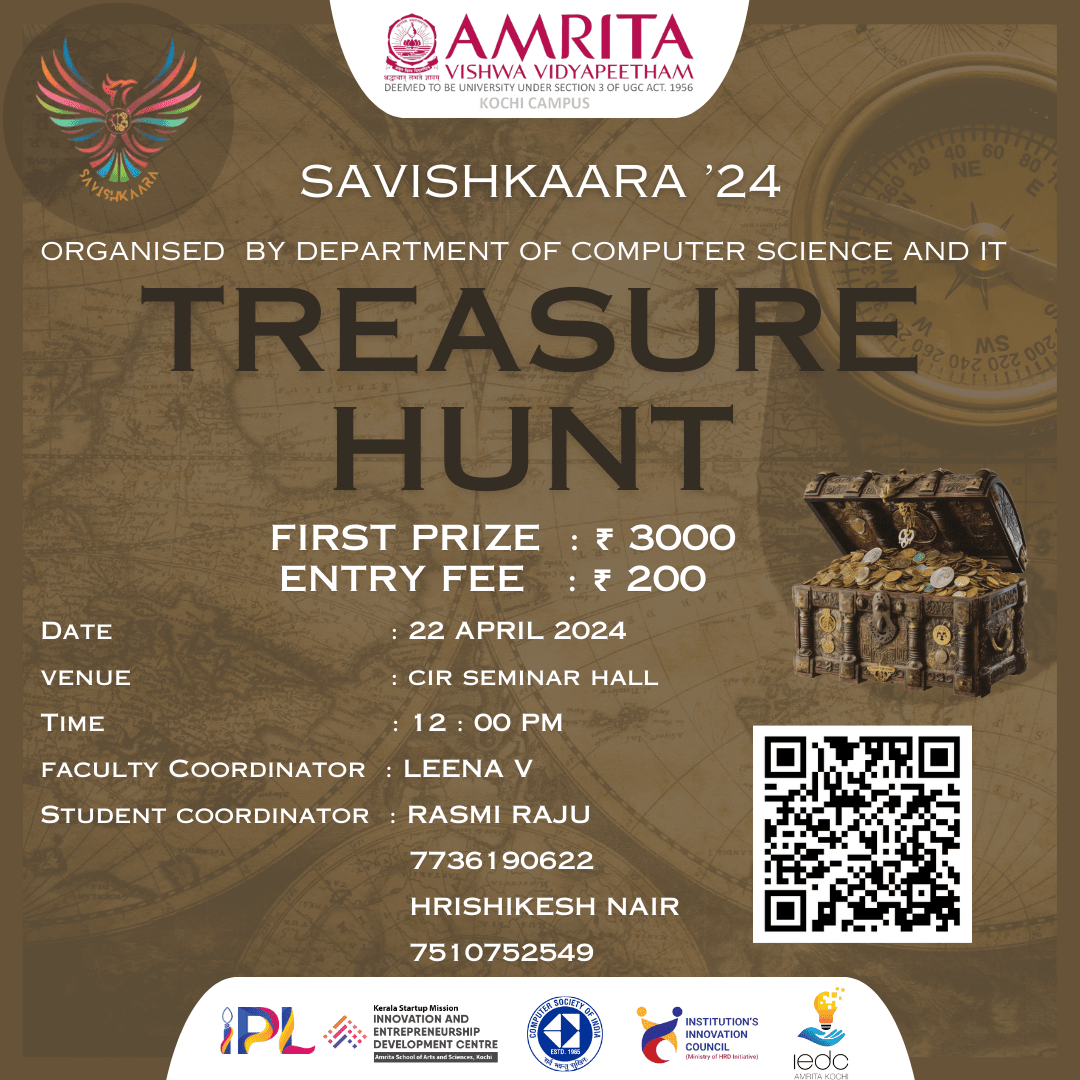 AMRITA
VISHWA VIDYAPEETHAM
DEEMED TO BE UNIVERSITY UNDER SECTION 3 OF UGC ACT. 1956
KOCHI CAMPUS
SAVISHKAARA
SAVISHKAARA ’24
ORGANISED BY DEPARTMENT OF COMPUTER SCIENCE AND IT
TREASURE
HUNT
FIRST PRIZE : ₹ 3000
ENTRY FEE : ₹ 200
DATE : 22 APRIL 2024
VENUE : CIR SEMINAR HALL
TIME : 12 : 00 PM
FACULTY COORDINATOR : LEENA V
STUDENT COORDINATOR : RASMI RAJU
7736190622
HRISHIKESH NAIR
7510752549
iPL
Kerala Startup Mission
INNOVATION AND
ENTREPRENEURSHIP
DEVELOPMENT CENTRE
Amrita School of Arts and Sciences, Kochi
COMPUTER SOCIETY OF INDIA
ESTD. 1965
INSTITUTION'S
INNOVATION
COUNCIL
(Ministry of HRD Initiative)
iedc
AMRITA KOCHI